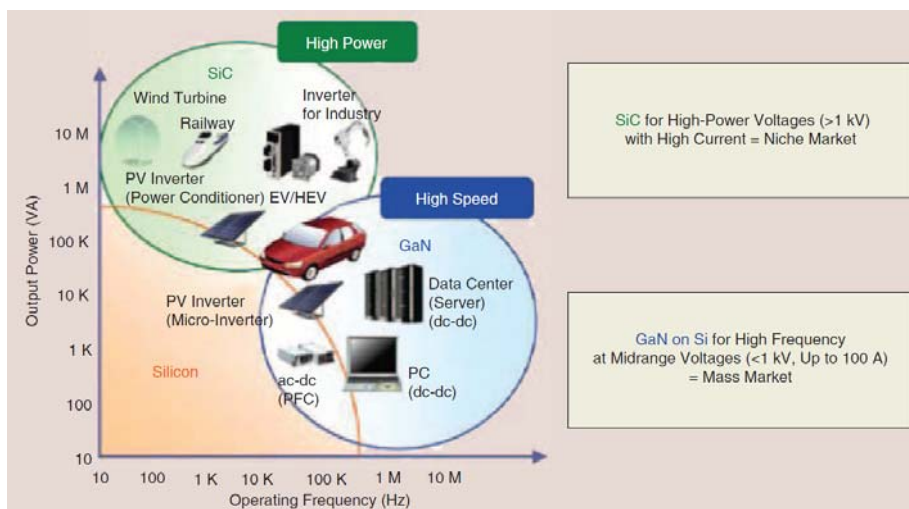 High Power
SiC
Wind Turbine
Railway
Inverter
for Industry
PV Inverter
(Power Conditioner)
EV/HEV
High Speed
GaN
Data Center
(Server)
(dc-dc)
PV Inverter
(Micro-Inverter)
Silicon
ac-dc
(PFC)
PC
(dc-dc)
Output Power (VA)
10 M
1 M
100 K
10 K
1 K
100
10
10 100 1 K 10 K 100 K 1 M 10 M
Operating Frequency (Hz)
SiC for High-Power Voltages (>1 kV)
with High Current = Niche Market
GaN on Si for High Frequency
at Midrange Voltages (<1 kV, Up to 100 A)
= Mass Market